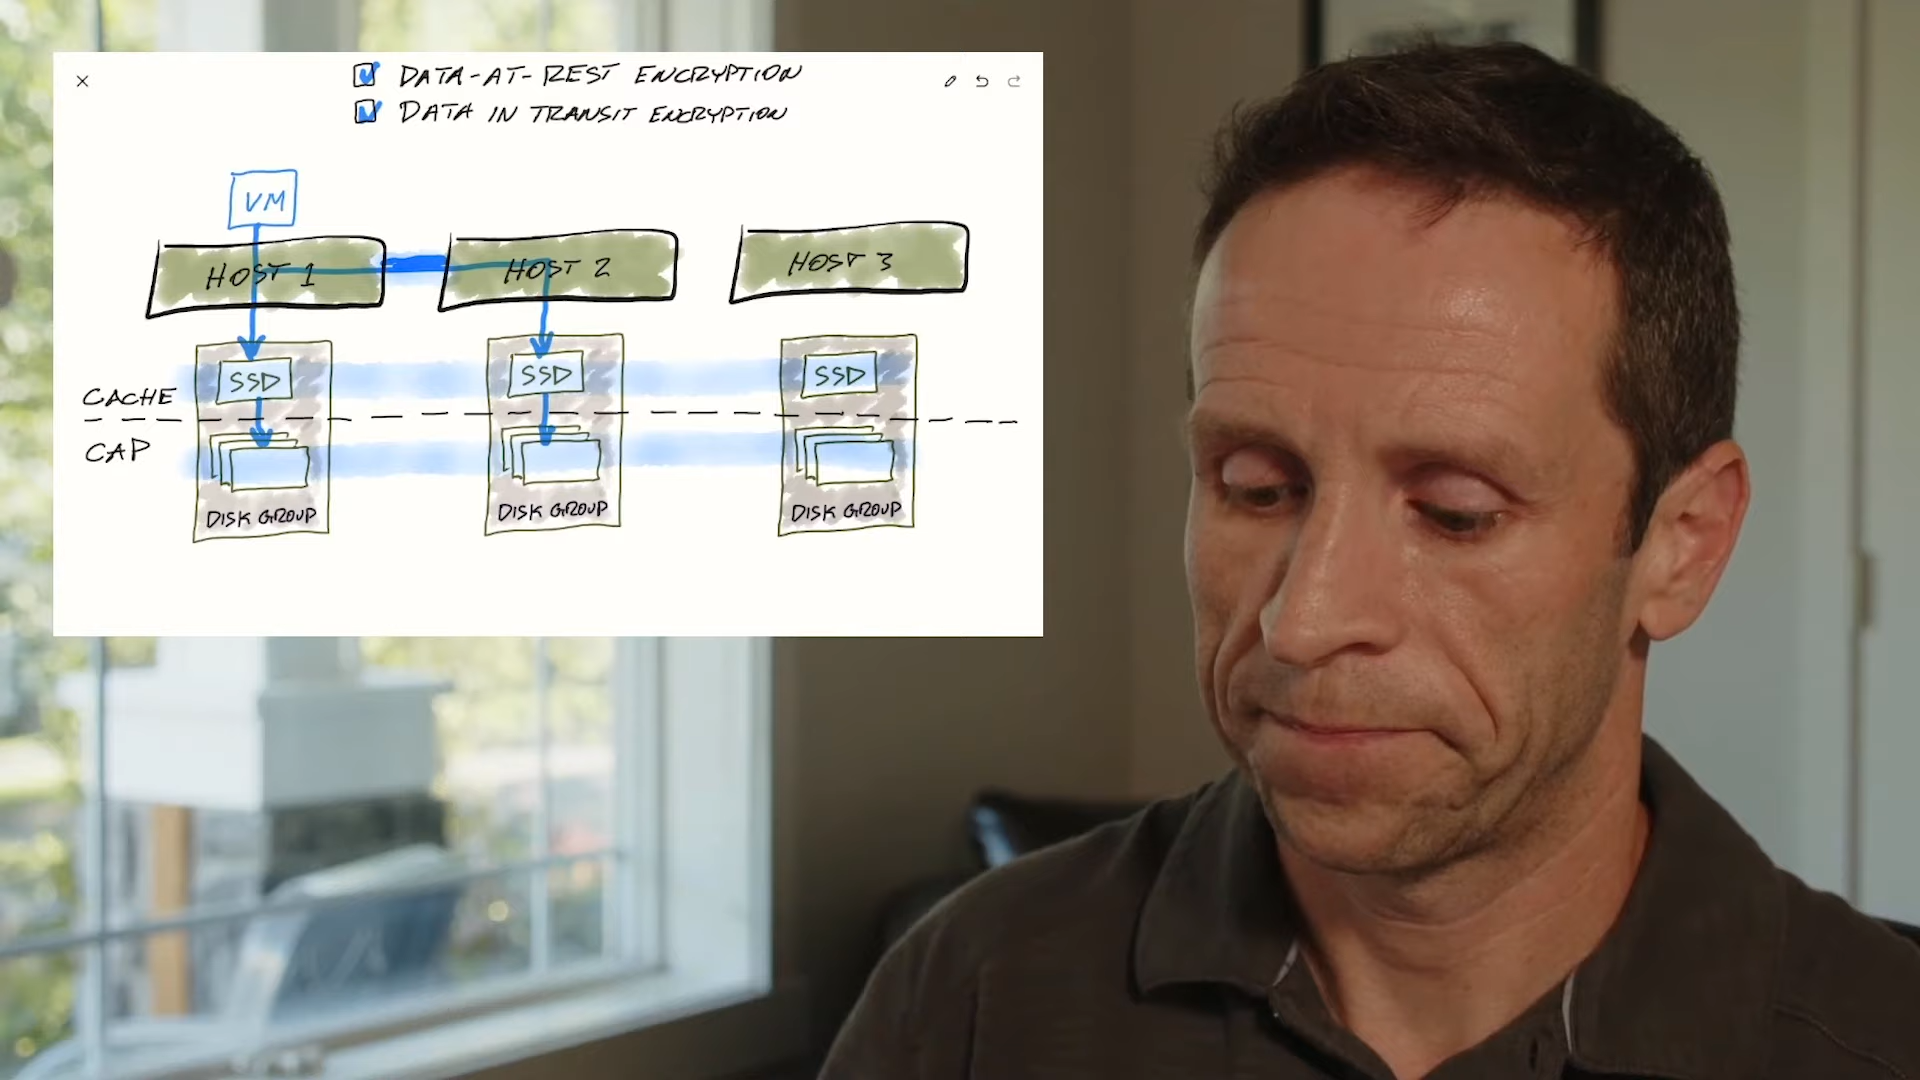 DATA-AT-REST ENCRYPTION
DATA IN TRANSIT ENCRYPTION
VM
HOST 1
HOST 2
HOST 3
SSD
SSD
SSD
CACHE
CAP
DISK GROUP
DISK GROUP
DISK GROUP